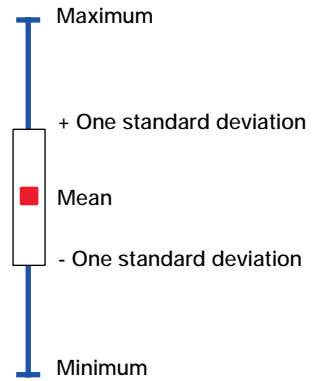 Maximum
+ One standard deviation
Mean
- One standard deviation
Minimum